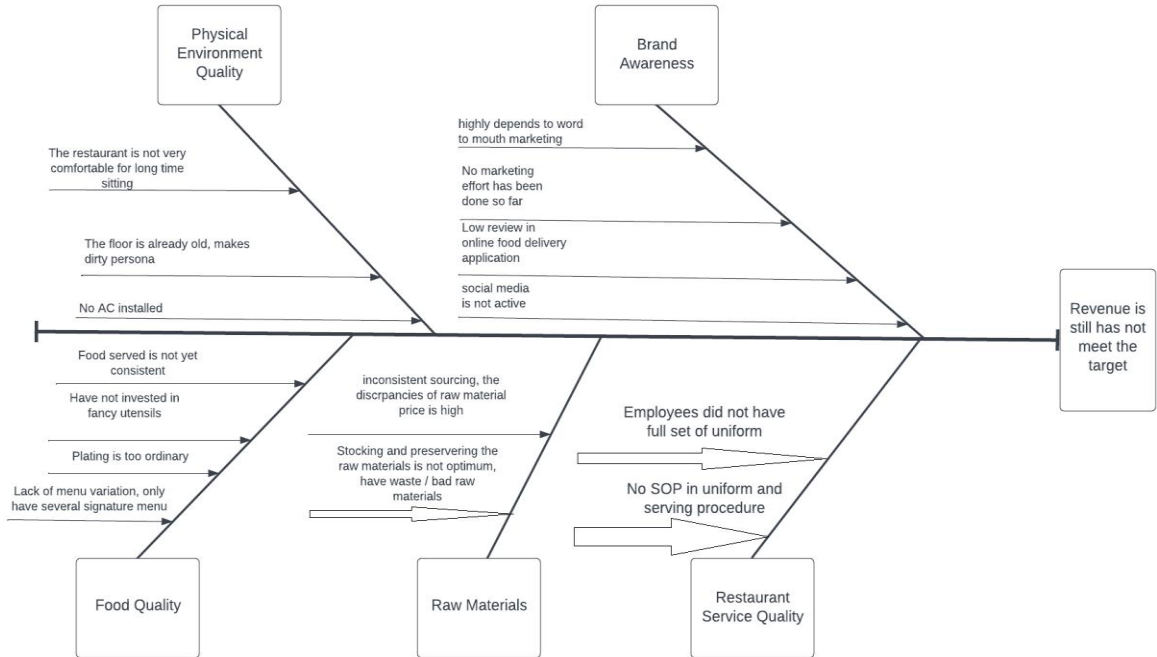 Physical
Environment
Quality
Brand
Awareness
highly depends to word
to mouth marketing
The restaurant is not very
comfortable for long time
sitting
No marketing
effort has been
done so far
The floor is already old, makes
dirty persona
Low review in
online food delivery
application
No AC installed
social media
is not active
Revenue is
still has not
meet the
target
Food served is not yet
consistent
Have not invested in
fancy utensils
Plating is too ordinary
Lack of menu variation, only
have several signature menu
inconsistent sourcing, the
discrpancies of raw material
price is high
Stocking and preservering the
raw materials is not optimum,
have waste / bad raw
materials
Employees did not have
full set of uniform
No SOP in uniform and
serving procedure
Food Quality
Raw Materials
Restaurant
Service Quality